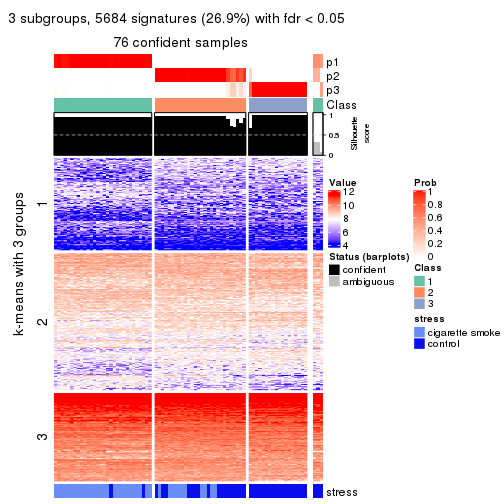 3 subgroups, 5684 signatures (26.9%) with fdr < 0.05
76 confident samples
p1
p2
p3
Class
1
0.5
0
Silhouette
score
k-means with 3 groups
1
2
3
stress
Value
12
10
8
6
4
Status (barplots)
confident
ambiguous
Prob
1
0.8
0.6
0.4
0.2
0
Class
1
2
3
stress
cigarette smoke
control